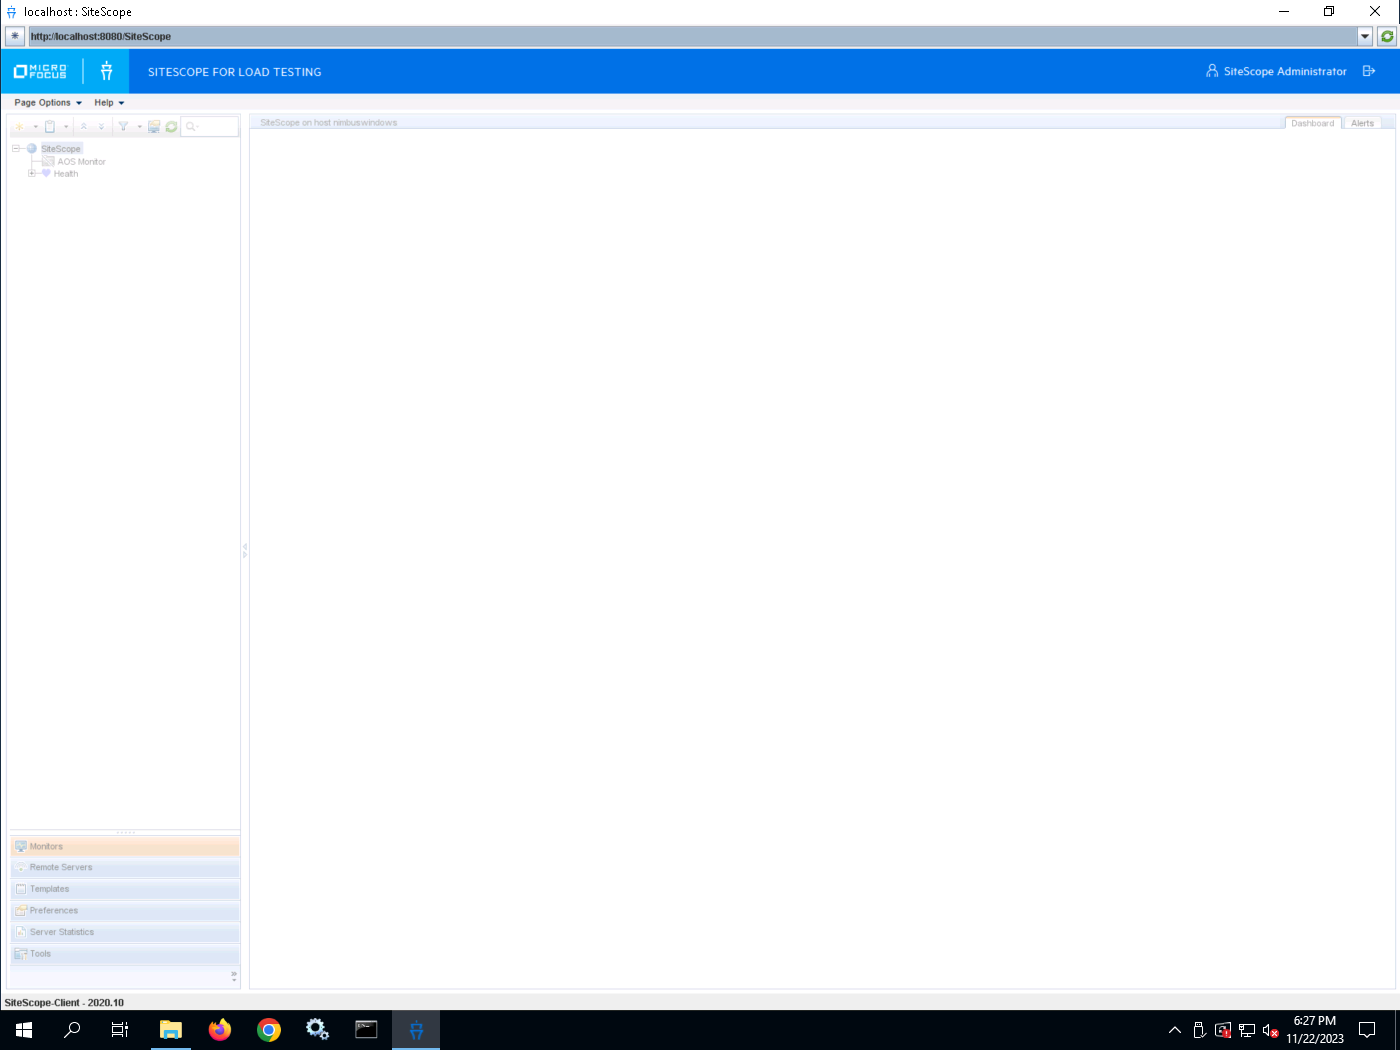 localhost : SiteScope
http://localhost:8080/SiteScope
MICRO
FOCUS
SITESCOPE FOR LOAD TESTING
SiteScope Administrator
Page Options
Help
SiteScope on host nimbuswindows
Dashboard
Alerts
SiteScope
AOS Monitor
Health
Monitors
Remote Servers
Templates
Preferences
Server Statistics
Tools
SiteScope-Client - 2020.10
6:27 PM
11/22/2023